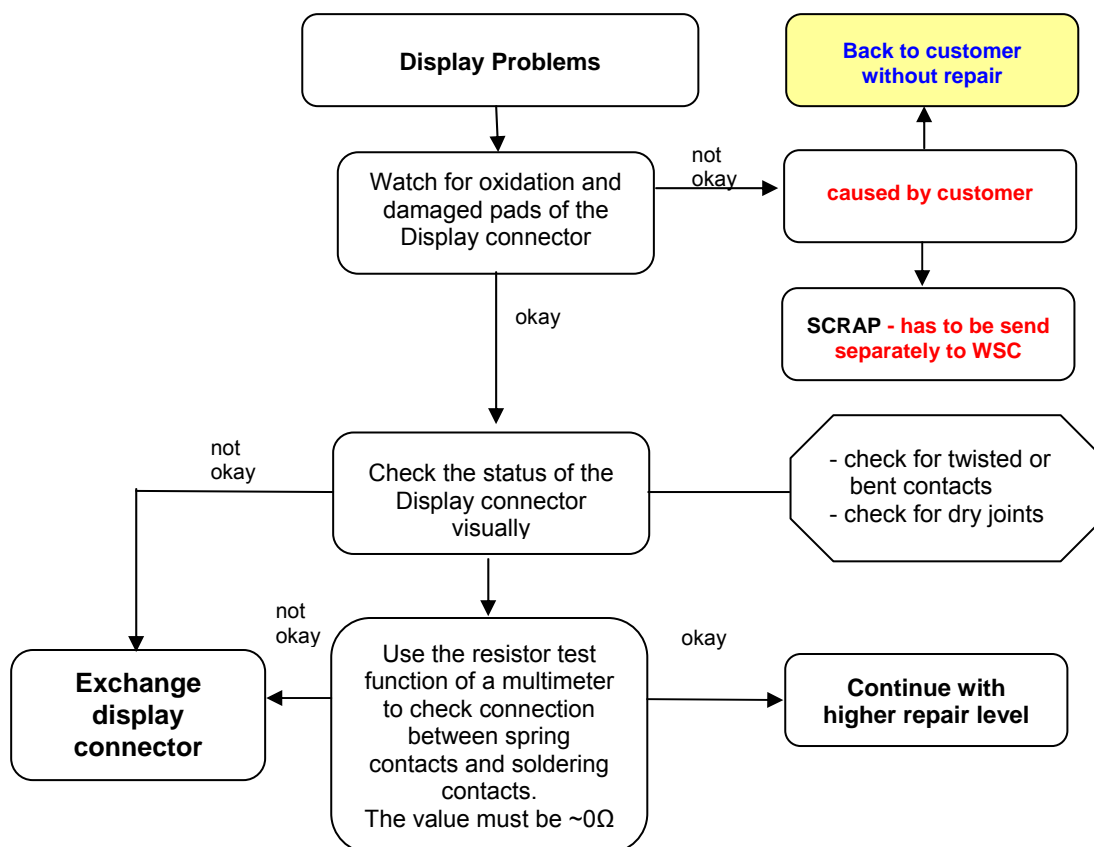 Display Problems
Back to customer
without repair
not
okay
Watch for oxidation and
damaged pads of the
Display connector
caused by customer
okay
SCRAP - has to be send
separately to WSC
not
okay
Check the status of the
Display connector
visually
- check for twisted or
bent contacts
- check for dry joints
not
okay
Use the resistor test
function of a multimeter
to check connection
between spring
contacts and soldering
contacts.
The value must be ~0Ω
okay
Exchange
display
connector
Continue with
higher repair level